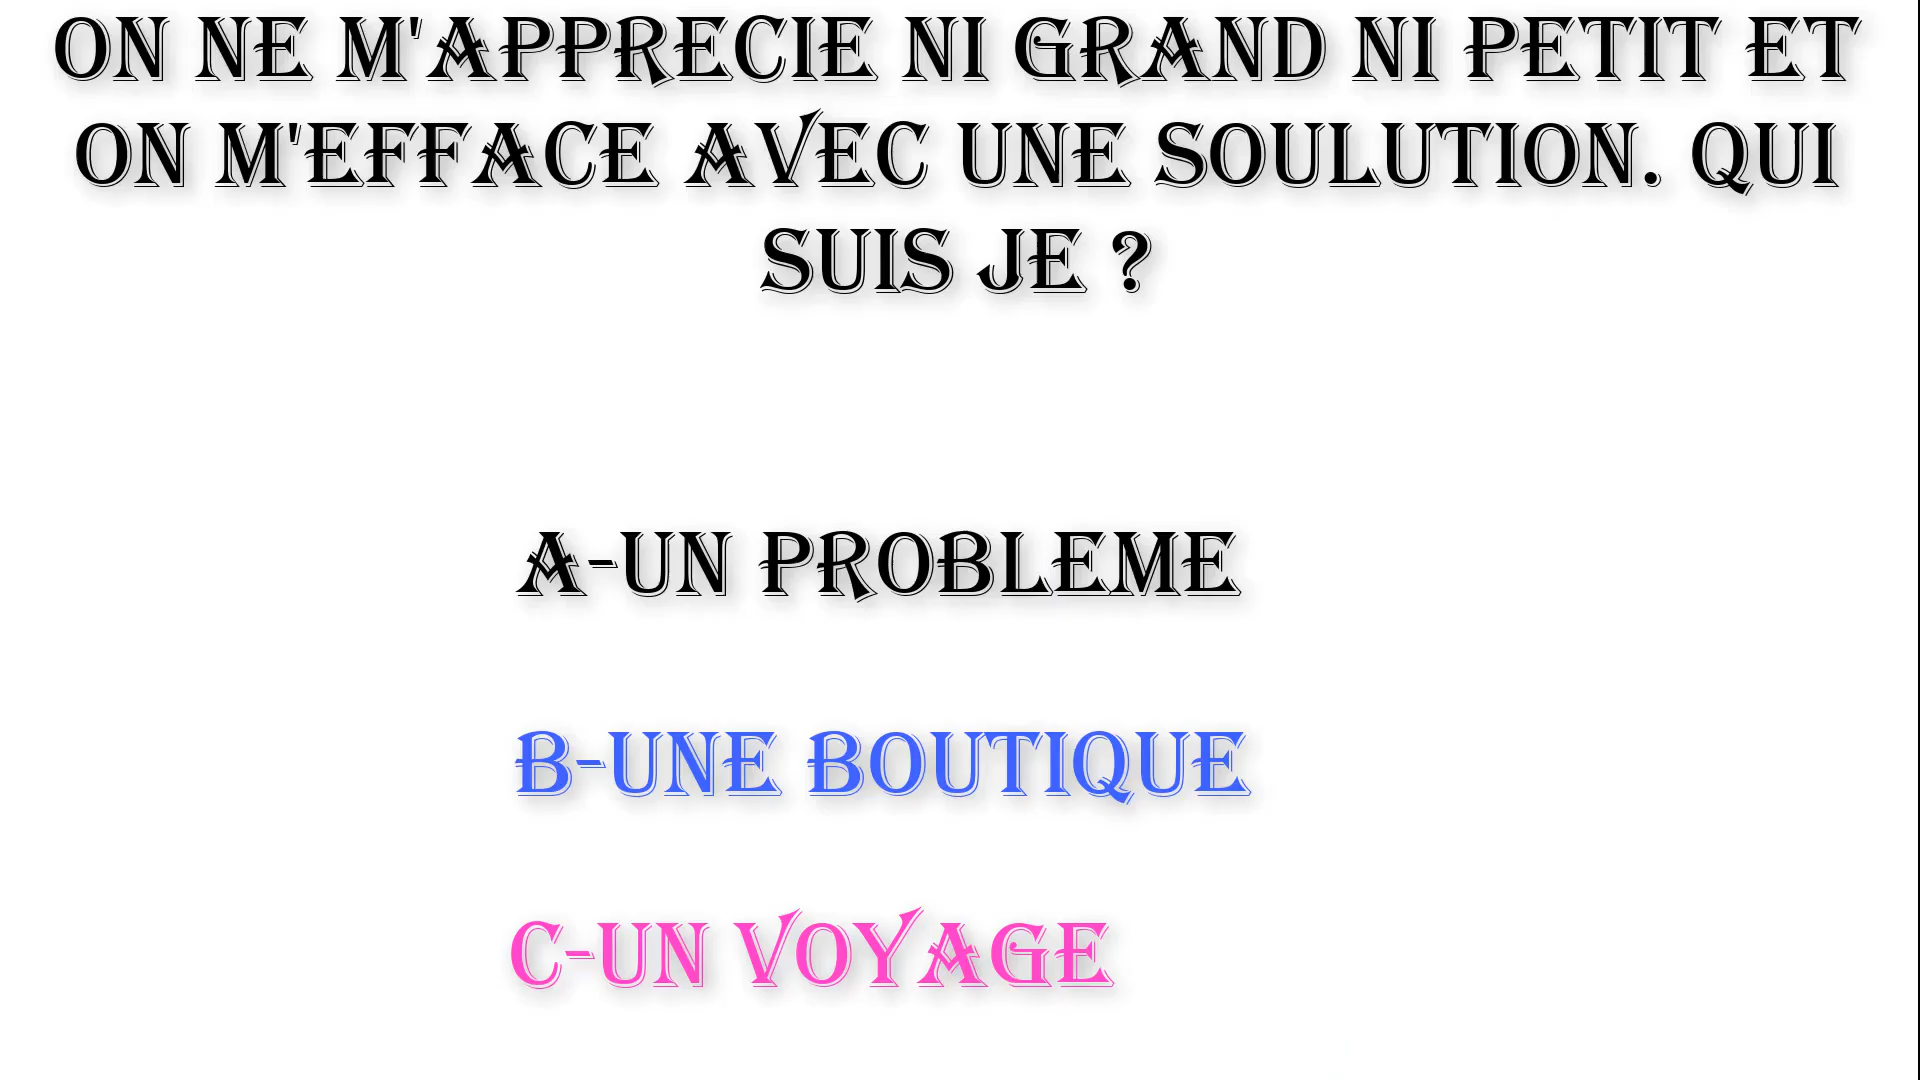 ON NE M'APPRECIE NI GRAND NI PETIT ET
ON M'EFFACE AVEC UNE SOULUTION. QUI
SUIS JE ?
A-UN PROBLEME
B-UNE BOUTIQUE
C-UN VOYAGE